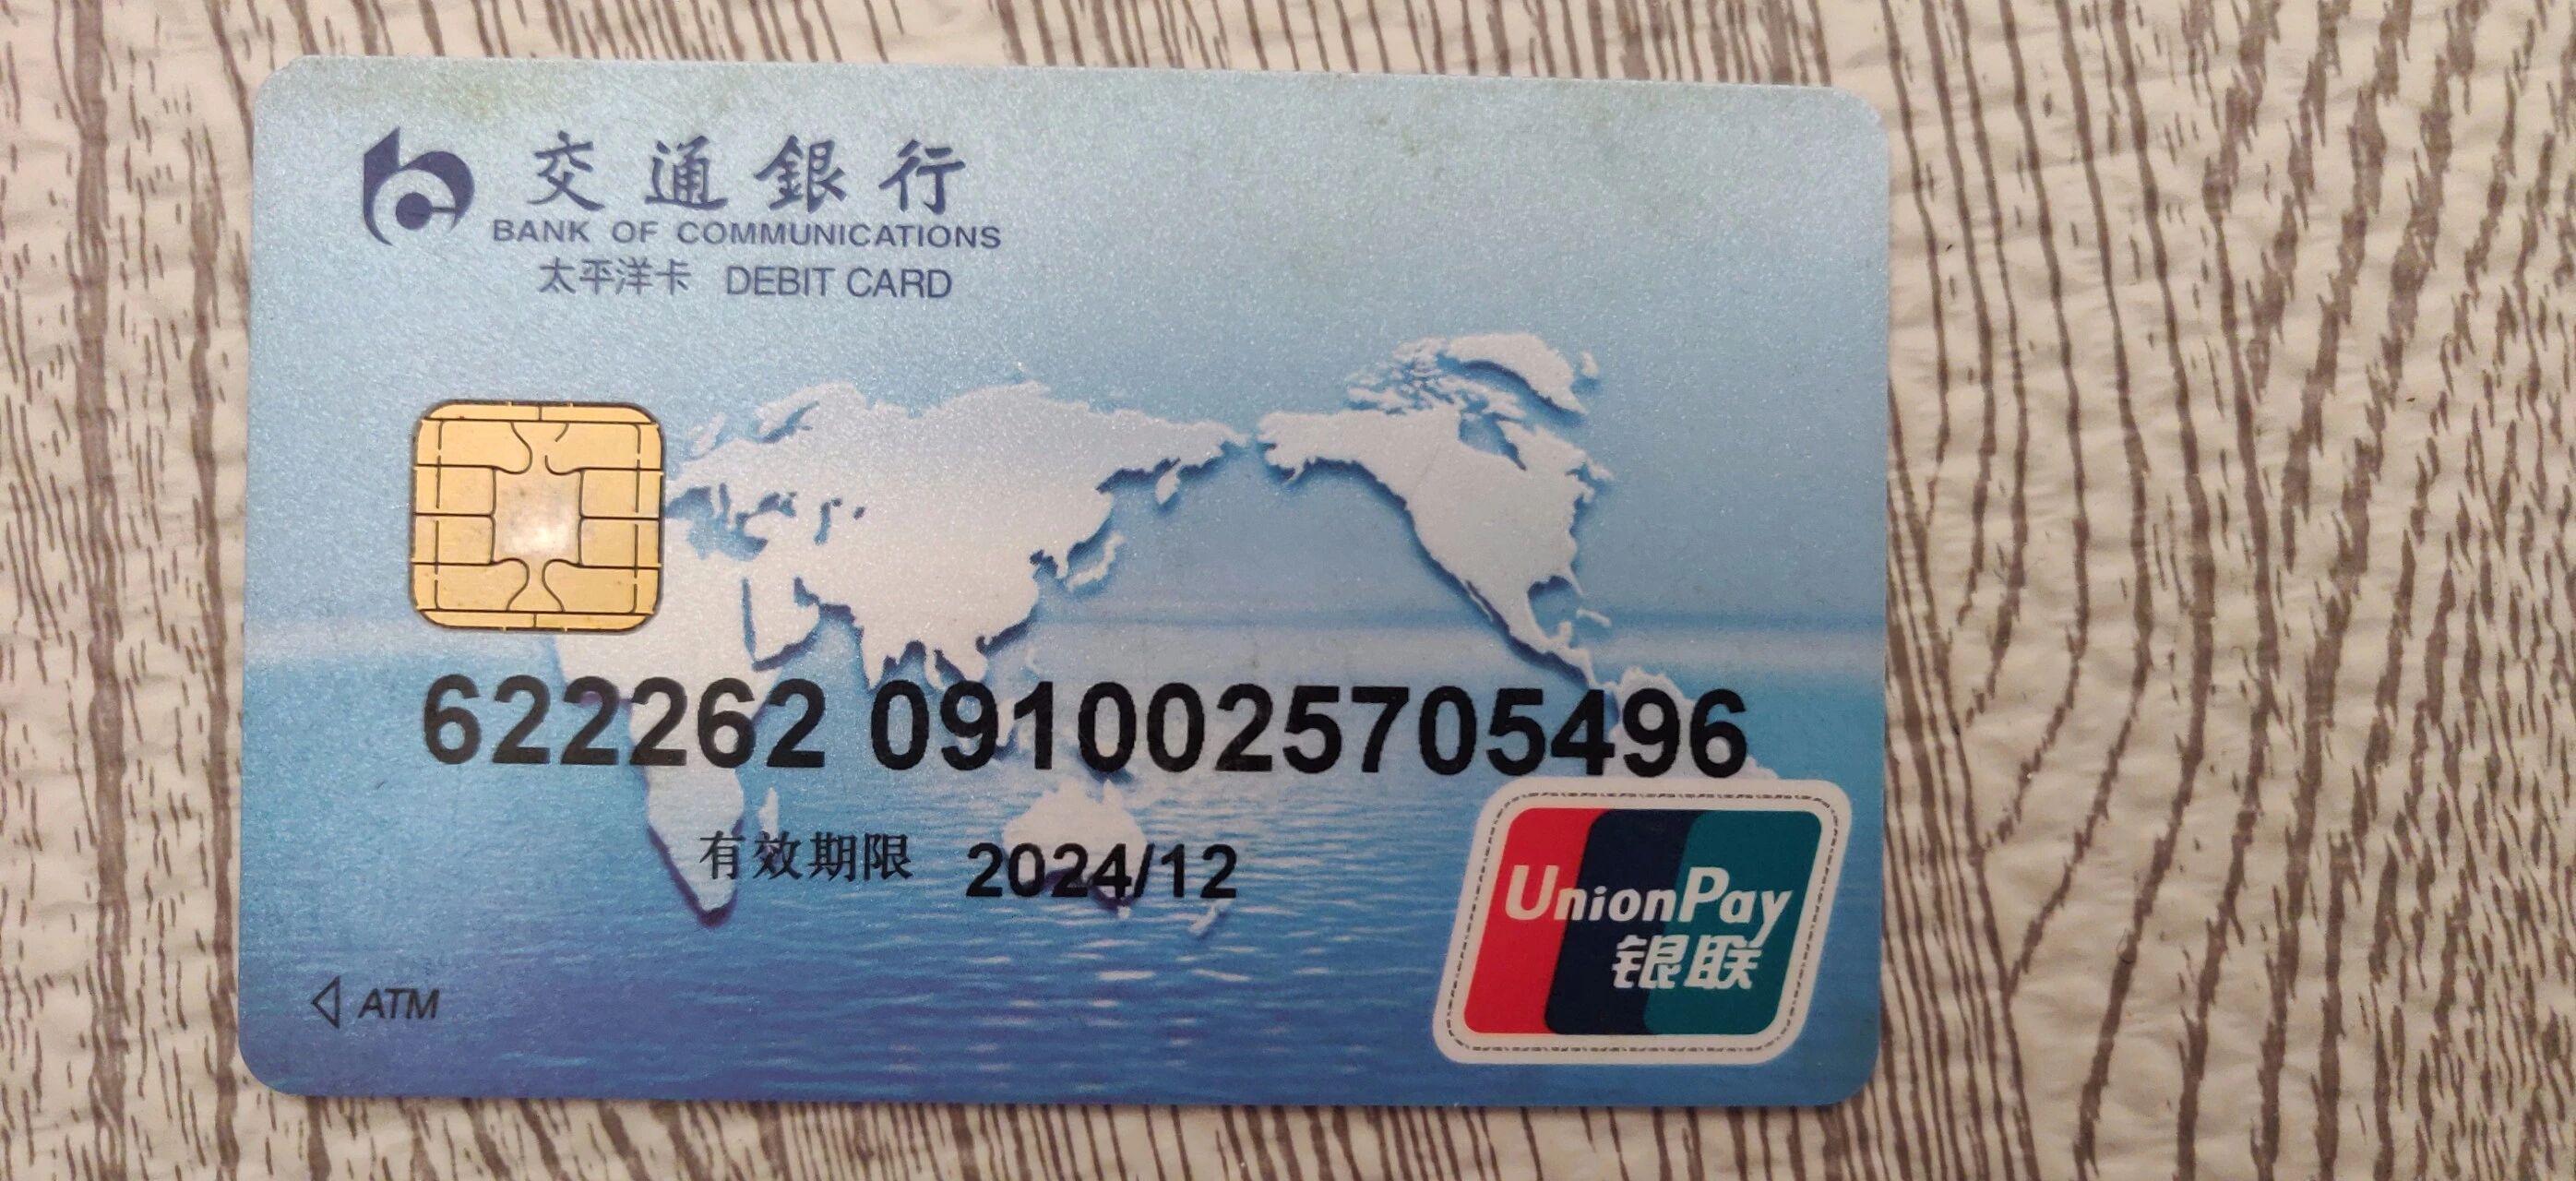 交通銀行
BANK OF COMMUNICATIONS
太平洋卡 DEBIT CARD
622262 0910025705496
有效期限 2024/12
UnionPay
银联
ATM